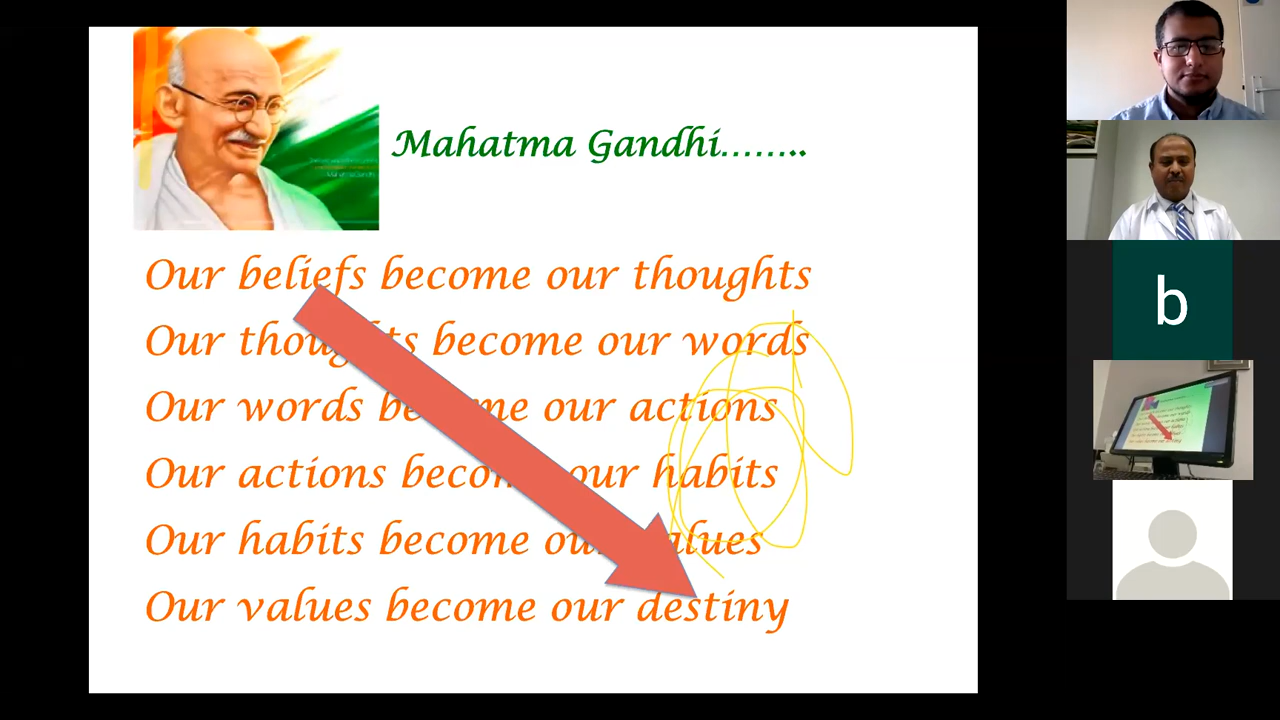 Mahatma Gandhi……..
Our beliefs become our thoughts
Our thoughts become our words
Our words become our actions
Our actions become our habits
Our habits become our values
Our values become our destiny
b